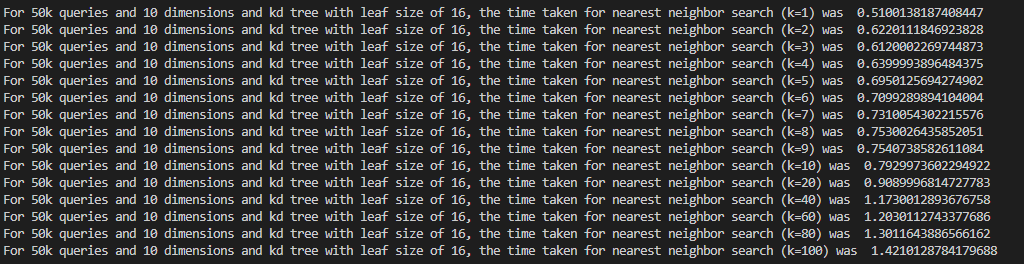 For 50k queries and 10 dimensions and kd tree with leaf size of 16, the time taken for nearest neighbor search (k=1) was  0.5100138187408447
For 50k queries and 10 dimensions and kd tree with leaf size of 16, the time taken for nearest neighbor search (k=2) was  0.6220111846923828
For 50k queries and 10 dimensions and kd tree with leaf size of 16, the time taken for nearest neighbor search (k=3) was  0.6120002269744873
For 50k queries and 10 dimensions and kd tree with leaf size of 16, the time taken for nearest neighbor search (k=4) was  0.6399993896484375
For 50k queries and 10 dimensions and kd tree with leaf size of 16, the time taken for nearest neighbor search (k=5) was  0.6950125694274902
For 50k queries and 10 dimensions and kd tree with leaf size of 16, the time taken for nearest neighbor search (k=6) was  0.7099289894104004
For 50k queries and 10 dimensions and kd tree with leaf size of 16, the time taken for nearest neighbor search (k=7) was  0.7310054302215576
For 50k queries and 10 dimensions and kd tree with leaf size of 16, the time taken for nearest neighbor search (k=8) was  0.7530026435852051
For 50k queries and 10 dimensions and kd tree with leaf size of 16, the time taken for nearest neighbor search (k=9) was  0.7540738582611084
For 50k queries and 10 dimensions and kd tree with leaf size of 16, the time taken for nearest neighbor search (k=10) was  0.7929973602294922
For 50k queries and 10 dimensions and kd tree with leaf size of 16, the time taken for nearest neighbor search (k=20) was  0.9089996814727783
For 50k queries and 10 dimensions and kd tree with leaf size of 16, the time taken for nearest neighbor search (k=40) was  1.1730012893676758
For 50k queries and 10 dimensions and kd tree with leaf size of 16, the time taken for nearest neighbor search (k=60) was  1.2030112743377686
For 50k queries and 10 dimensions and kd tree with leaf size of 16, the time taken for nearest neighbor search (k=80) was  1.3011643886566162
For 50k queries and 10 dimensions and kd tree with leaf size of 16, the time taken for nearest neighbor search (k=100) was  1.4210128784179688